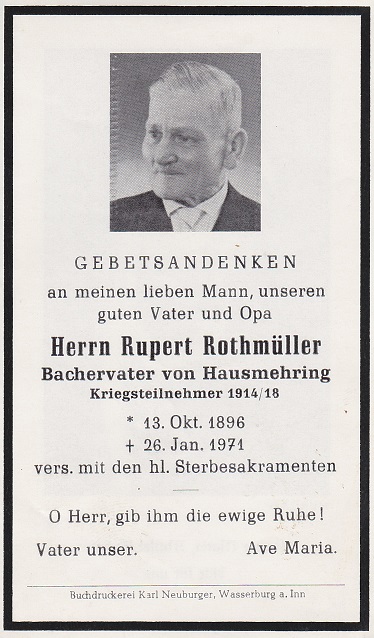 GEBETSANDENKEN
an meinen lieben Mann, unseren
guten Vater und Opa
Herrn Rupert Rothmüller
Bachervater von Hausmehring
Kriegsteilnehmer 1914/18
* 13. Okt. 1896
† 26. Jan. 1971
vers. mit den hl. Sterbesakramenten
O Herr, gib ihm die ewige Ruhe!
Vater unser. Ave Maria.
Buchdruckerei Karl Neuburger, Wasserburg a. Inn